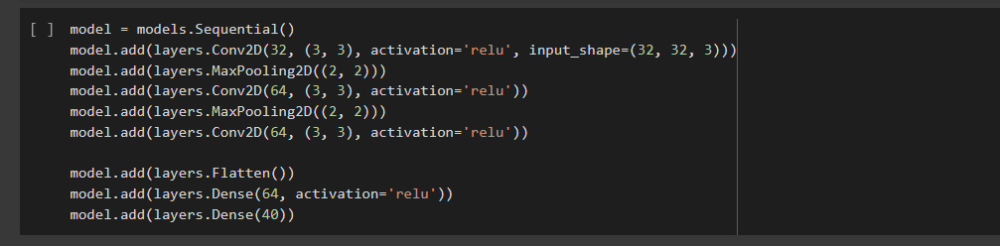 [ ] model = models.Sequential()
model.add(layers.Conv2D(32, (3, 3), activation='relu', input_shape=(32, 32, 3)))
model.add(layers.MaxPooling2D((2, 2)))
model.add(layers.Conv2D(64, (3, 3), activation='relu'))
model.add(layers.MaxPooling2D((2, 2)))
model.add(layers.Conv2D(64, (3, 3), activation='relu'))
model.add(layers.Flatten())
model.add(layers.Dense(64, activation='relu'))
model.add(layers.Dense(40))